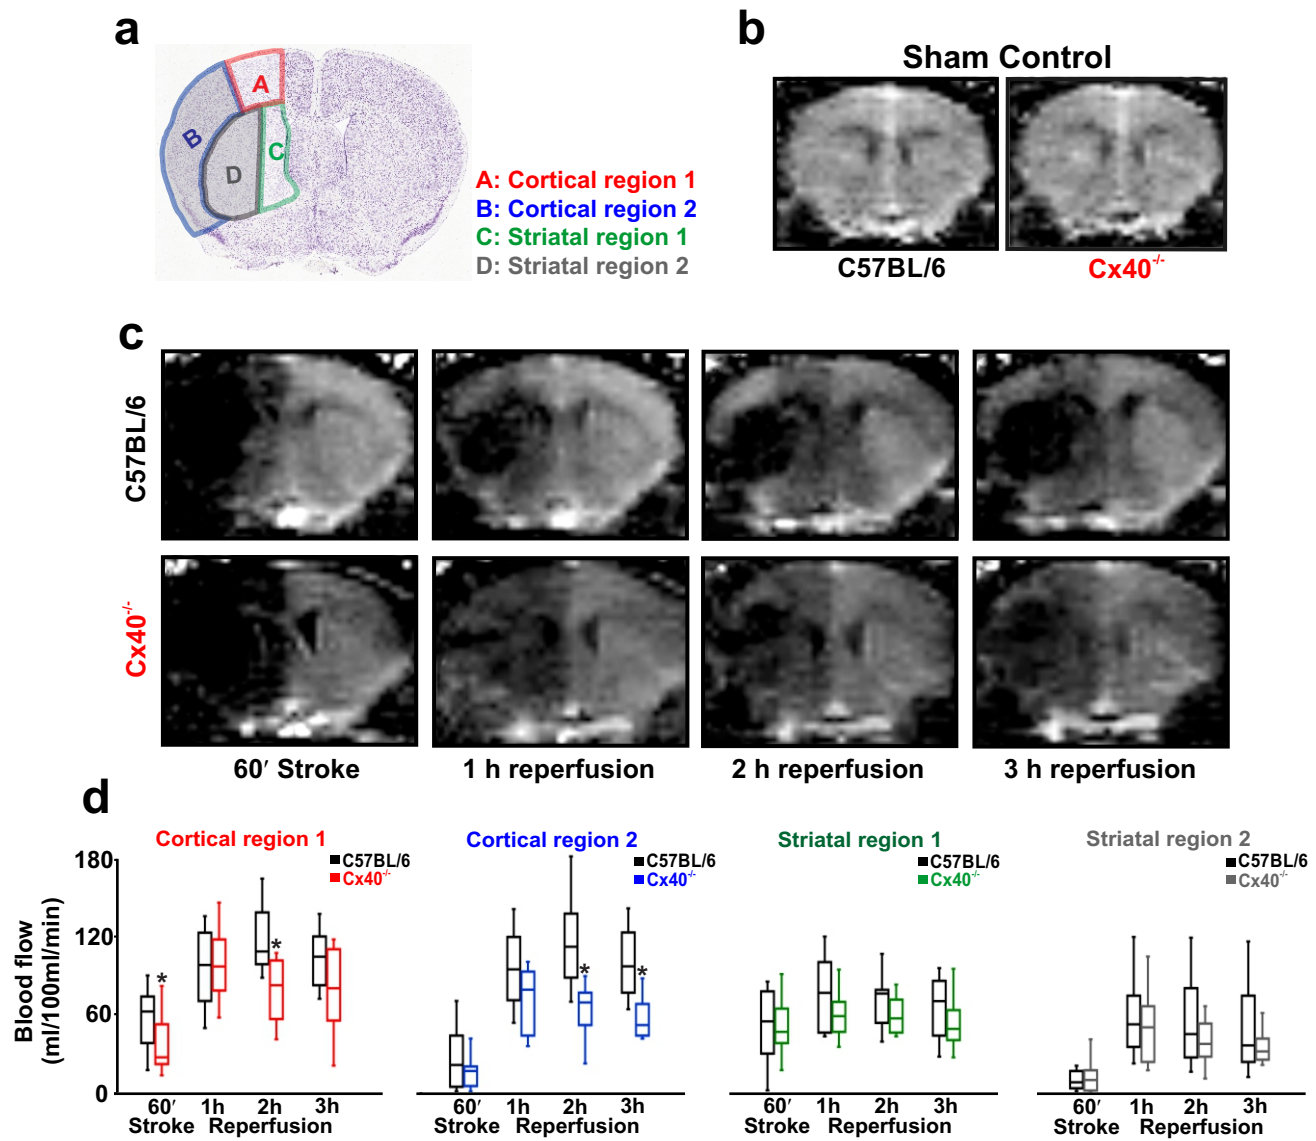 a
A
B
C
D
A: Cortical region 1
B: Cortical region 2
C: Striatal region 1
D: Striatal region 2
b
Sham Control
C57BL/6
Cx40-/-
c
C57BL/6
Cx40-/-
60′ Stroke
1 h reperfusion
2 h reperfusion
3 h reperfusion
d
Blood flow
(ml/100ml/min)
180
120
60
0
Cortical region 1
C57BL/6
Cx40-/-
*
*
60′ 1h 2h 3h
Stroke Reperfusion
Cortical region 2
C57BL/6
Cx40-/-
*
*
60′ 1h 2h 3h
Stroke Reperfusion
Striatal region 1
C57BL/6
Cx40-/-
60′ 1h 2h 3h
Stroke Reperfusion
Striatal region 2
C57BL/6
Cx40-/-
60′ 1h 2h 3h
Stroke Reperfusion